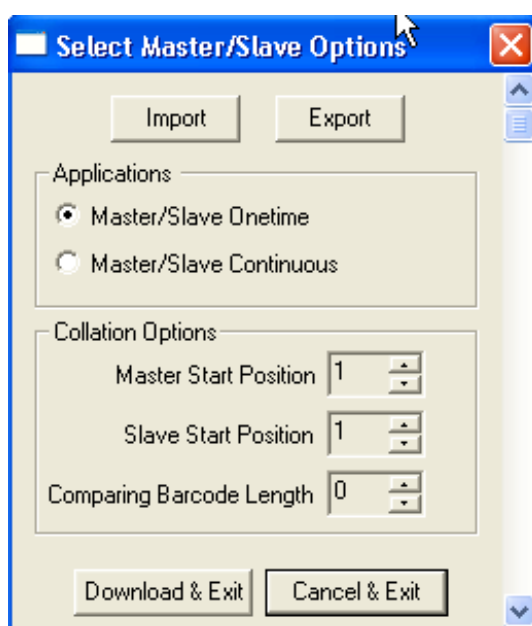 Select Master/Slave Options
Import Export
Applications
Master/Slave Onetime
Master/Slave Continuous
Collation Options
Master Start Position 1
Slave Start Position 1
Comparing Barcode Length 0
Download & Exit Cancel & Exit